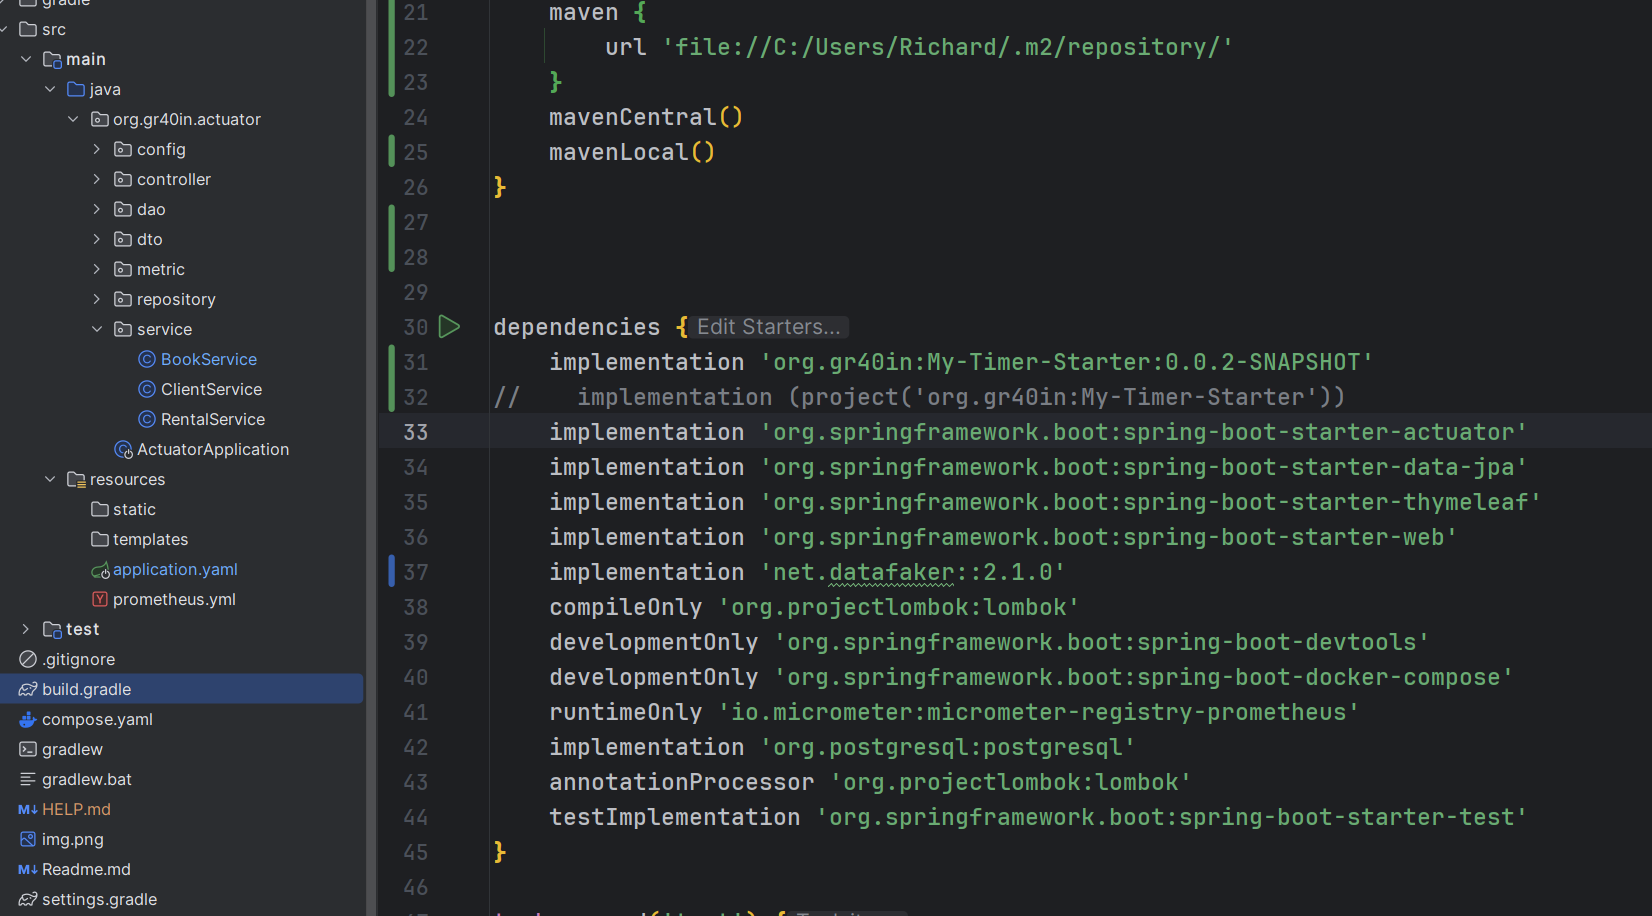 gradle
src
main
java
org.gr40in.actuator
config
controller
dao
dto
metric
repository
service
BookService
ClientService
RentalService
ActuatorApplication
resources
static
templates
application.yaml
prometheus.yml
test
.gitignore
build.gradle
compose.yaml
gradlew
gradlew.bat
HELP.md
img.png
Readme.md
settings.gradle
21 maven {
22 url 'file://C:/Users/Richard/.m2/repository/'
23 }
24 mavenCentral()
25 mavenLocal()
26 }
27
28
29
30 dependencies { Edit Starters...
31 implementation 'org.gr40in:My-Timer-Starter:0.0.2-SNAPSHOT'
32 // implementation (project('org.gr40in:My-Timer-Starter'))
33 implementation 'org.springframework.boot:spring-boot-starter-actuator'
34 implementation 'org.springframework.boot:spring-boot-starter-data-jpa'
35 implementation 'org.springframework.boot:spring-boot-starter-thymeleaf'
36 implementation 'org.springframework.boot:spring-boot-starter-web'
37 implementation 'net.datafaker::2.1.0'
38 compileOnly 'org.projectlombok:lombok'
39 developmentOnly 'org.springframework.boot:spring-boot-devtools'
40 developmentOnly 'org.springframework.boot:spring-boot-docker-compose'
41 runtimeOnly 'io.micrometer:micrometer-registry-prometheus'
42 implementation 'org.postgresql:postgresql'
43 annotationProcessor 'org.projectlombok:lombok'
44 testImplementation 'org.springframework.boot:spring-boot-starter-test'
45 }
46